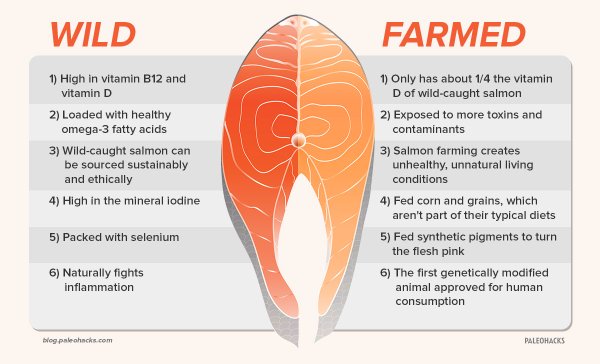 WILD
1) High in vitamin B12 and
vitamin D
2) Loaded with healthy
omega-3 fatty acids
3) Wild-caught salmon can
be sourced sustainably
and ethically
4) High in the mineral iodine
5) Packed with selenium
6) Naturally fights
inflammation
FARMED
1) Only has about 1/4 the vitamin
D of wild-caught salmon
2) Exposed to more toxins and
contaminants
3) Salmon farming creates
unhealthy, unnatural living
conditions
4) Fed corn and grains, which
aren't part of their typical diets
5) Fed synthetic pigments to turn
the flesh pink
6) The first genetically modified
animal approved for human
consumption
blog.paleohacks.com
PALEOHACKS